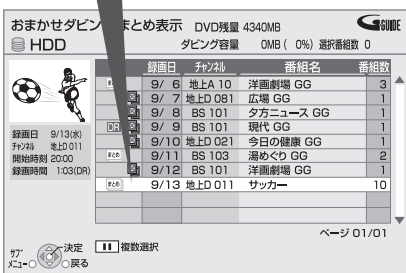 おまかせダビン まとめ表示 DVD残量 4340MB GGUIDE
HDD ダビング容量 0MB ( 0%) 選択番組数 0
録画日 チャンネル 番組名 番組数
9/ 6 地上A 10 洋画劇場 GG 3
9/ 7 地上D 081 広場 GG 1
9/ 8 BS 101 夕方ニュース GG 1
DR 9/ 9 BS 101 現代 GG 1
9/10 地上D 021 今日の健康 GG 1
まとめ 9/11 BS 103 湯めぐり GG 2
9/12 BS 101 洋画劇場 GG 1
まとめ 9/13 地上D 011 サッカー 10
録画日 9/13(水)
チャンネル 地上D 011
開始時刻 20:00
録画時間 1:03(DR)
ページ 01/01
サブメニュー 決定 戻る
複数選択